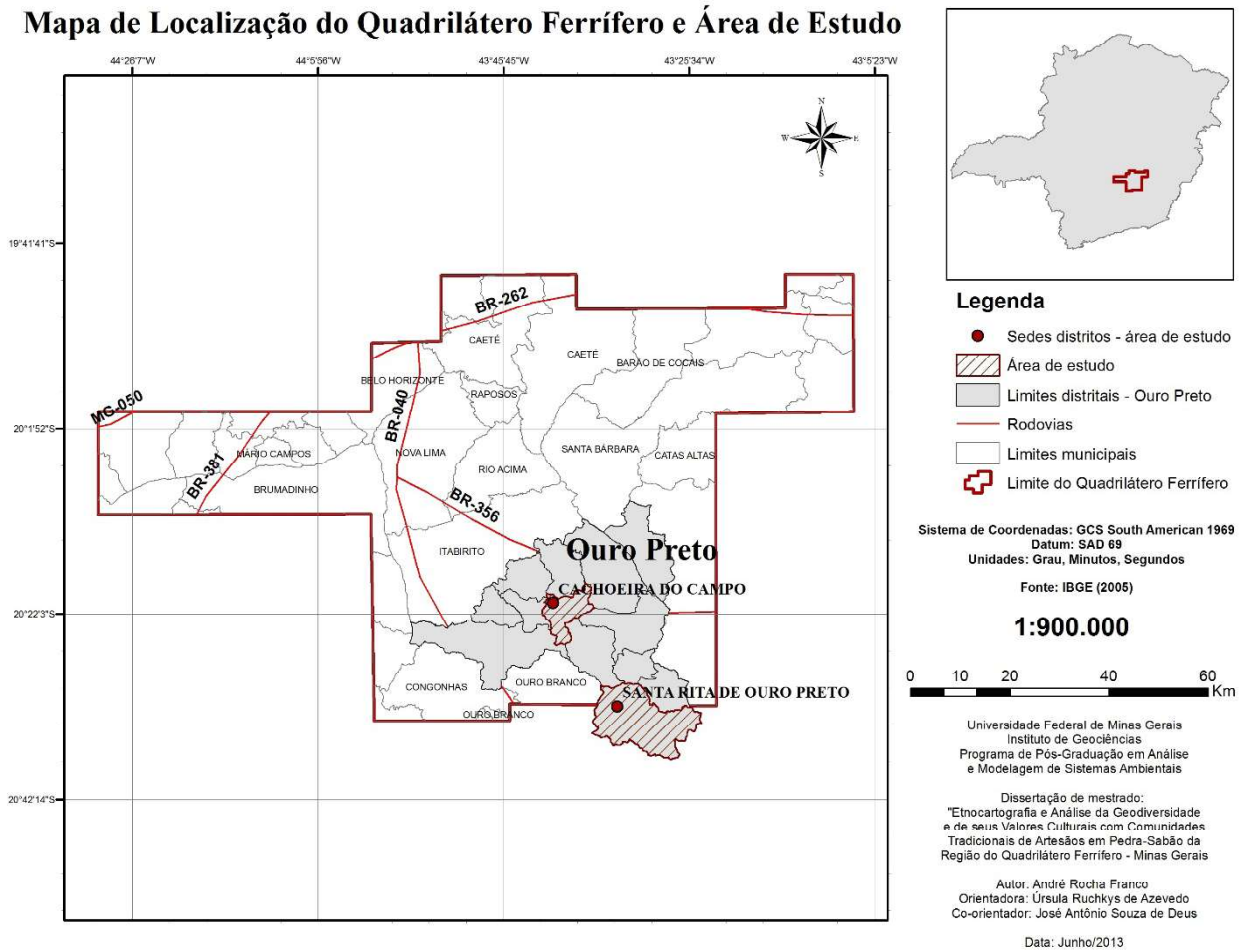 Mapa de Localização do Quadrilátero Ferrífero e Área de Estudo
44°26'7"W
44°5'56"W
43°45'45"W
43°25'34"W
43°5'23"W
N
W
E
S
19°41'41"S
20°1'52"S
20°22'3"S
20°42'14"S
BR-262
CAETÉ
CAETÉ
BARÃO DE COCAIS
BELO HORIZONTE
RAPOSOS
MG-050
BR-040
MÁRIO CAMPOS
NOVA LIMA
SANTA BÁRBARA
CATAS ALTAS
RIO ACIMA
BR-381
BRUMADINHO
BR-356
ITABIRITO
Ouro Preto
CACHOEIRA DO CAMPO
CONGONHAS
OURO BRANCO
SANTA RITA DE OURO PRETO
OURO BRANCO
Legenda
Sedes distritos - área de estudo
Área de estudo
Limites distritais - Ouro Preto
Rodovias
Limites municipais
Limite do Quadrilátero Ferrífero
Sistema de Coordenadas: GCS South American 1969
Datum: SAD 69
Unidades: Grau, Minutos, Segundos
Fonte: IBGE (2005)
1:900.000
0 10 20 40 60
Km
Universidade Federal de Minas Gerais
Instituto de Geociências
Programa de Pós-Graduação em Análise
e Modelagem de Sistemas Ambientais
Dissertação de mestrado:
"Etnocartografia e Análise da Geodiversidade
e de seus Valores Culturais com Comunidades
Tradicionais de Artesãos em Pedra-Sabão da
Região do Quadrilátero Ferrífero - Minas Gerais
Autor: André Rocha Franco
Orientadora: Úrsula Ruchkys de Azevedo
Co-orientador: José Antônio Souza de Deus
Data: Junho/2013